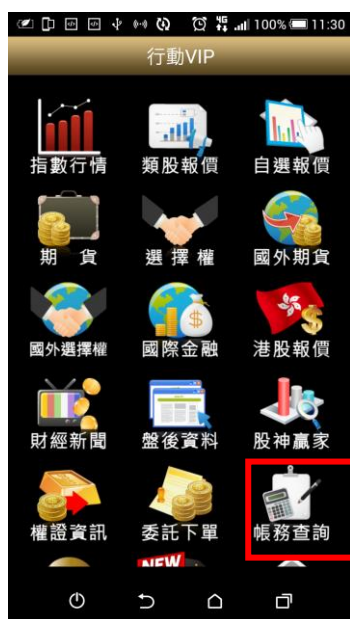 4G 100% 11:30
行動VIP
指數行情 類股報價 自選報價
期 貨 選 擇 權 國外期貨
國外選擇權 國際金融 港股報價
財經新聞 盤後資料 股神贏家
權證資訊 委託下單 帳務查詢
NEW